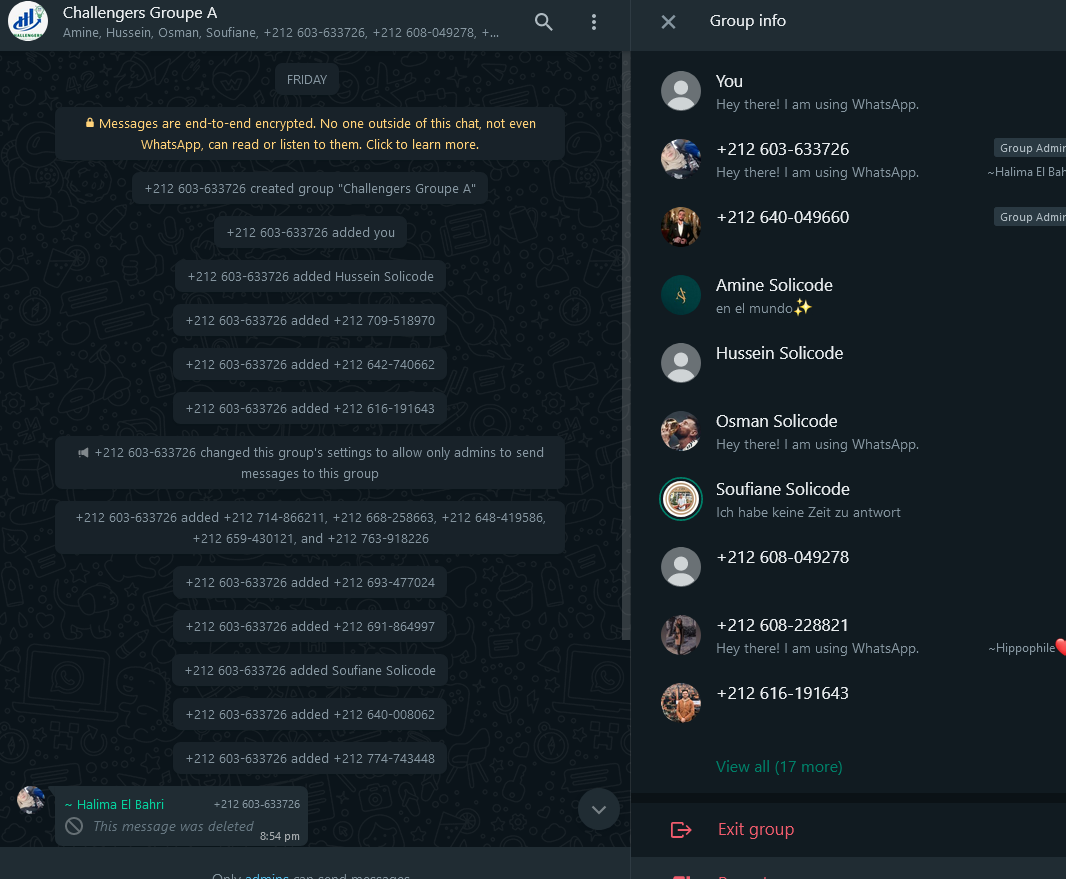 Challengers Groupe A
Amine, Hussein, Osman, Soufiane, +212 603-633726, +212 608-049278, +...
FRIDAY
Messages are end-to-end encrypted. No one outside of this chat, not even
WhatsApp, can read or listen to them. Click to learn more.
+212 603-633726 created group "Challengers Groupe A"
+212 603-633726 added you
+212 603-633726 added Hussein Solicode
+212 603-633726 added +212 709-518970
+212 603-633726 added +212 642-740662
+212 603-633726 added +212 616-191643
+212 603-633726 changed this group's settings to allow only admins to send
messages to this group
+212 603-633726 added +212 714-866211, +212 668-258663, +212 648-419586,
+212 659-430121, and +212 763-918226
+212 603-633726 added +212 693-477024
+212 603-633726 added +212 691-864997
+212 603-633726 added Soufiane Solicode
+212 603-633726 added +212 640-008062
+212 603-633726 added +212 774-743448
~ Halima El Bahri +212 603-633726
This message was deleted
8:54 pm
Only admins can send messages
Group info
You
Hey there! I am using WhatsApp.
+212 603-633726 Group Admin
Hey there! I am using WhatsApp. ~Halima El Bah
+212 640-049660 Group Admin
Amine Solicode
en el mundo✨
Hussein Solicode
Osman Solicode
Hey there! I am using WhatsApp.
Soufiane Solicode
Ich habe keine Zeit zu antwort
+212 608-049278
+212 608-228821
Hey there! I am using WhatsApp. ~Hippophile❤
+212 616-191643
View all (17 more)
Exit group